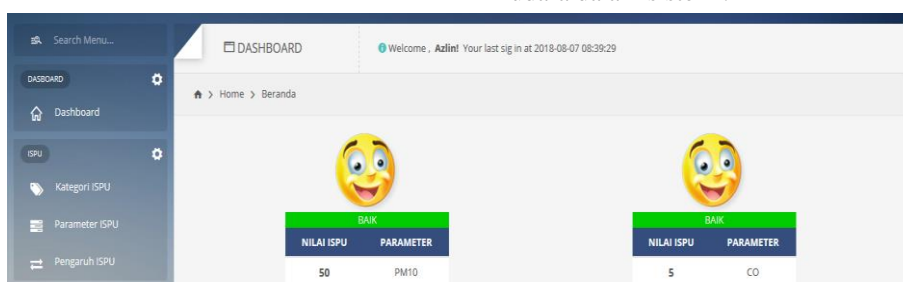 Search Menu...
DASHBOARD
Welcome , Azlin! Your last sig in at 2018-08-07 08:39:29
DASBOARD
Home > Beranda
Dashboard
ISPU
Kategori ISPU
Parameter ISPU
Pengaruh ISPU
BAIK
NILAI ISPU PARAMETER
50 PM10
BAIK
NILAI ISPU PARAMETER
5 CO